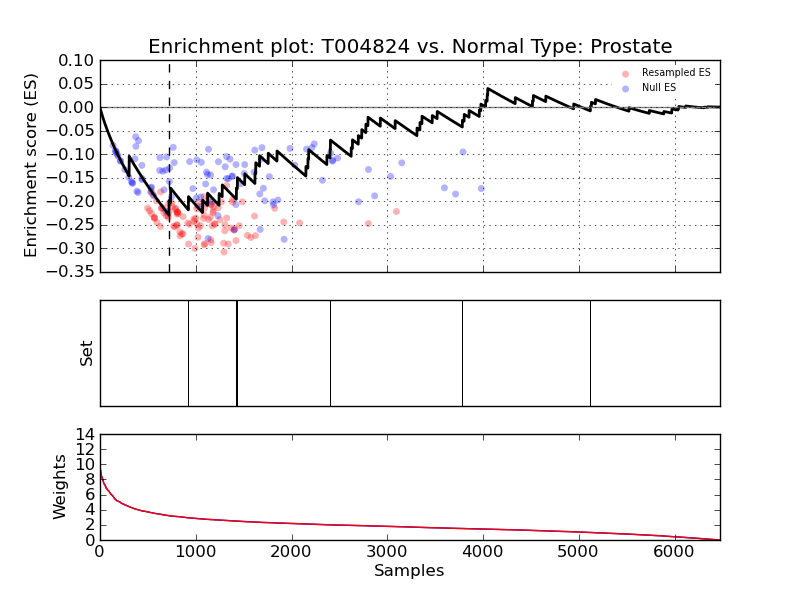 Enrichment plot: T004824 vs. Normal Type: Prostate
Enrichment score (ES)
0.10
0.05
0.00
−0.05
−0.10
−0.15
−0.20
−0.25
−0.30
−0.35
Resampled ES
Null ES
Set
Weights
14
12
10
8
6
4
2
0
0 1000 2000 3000 4000 5000 6000
Samples